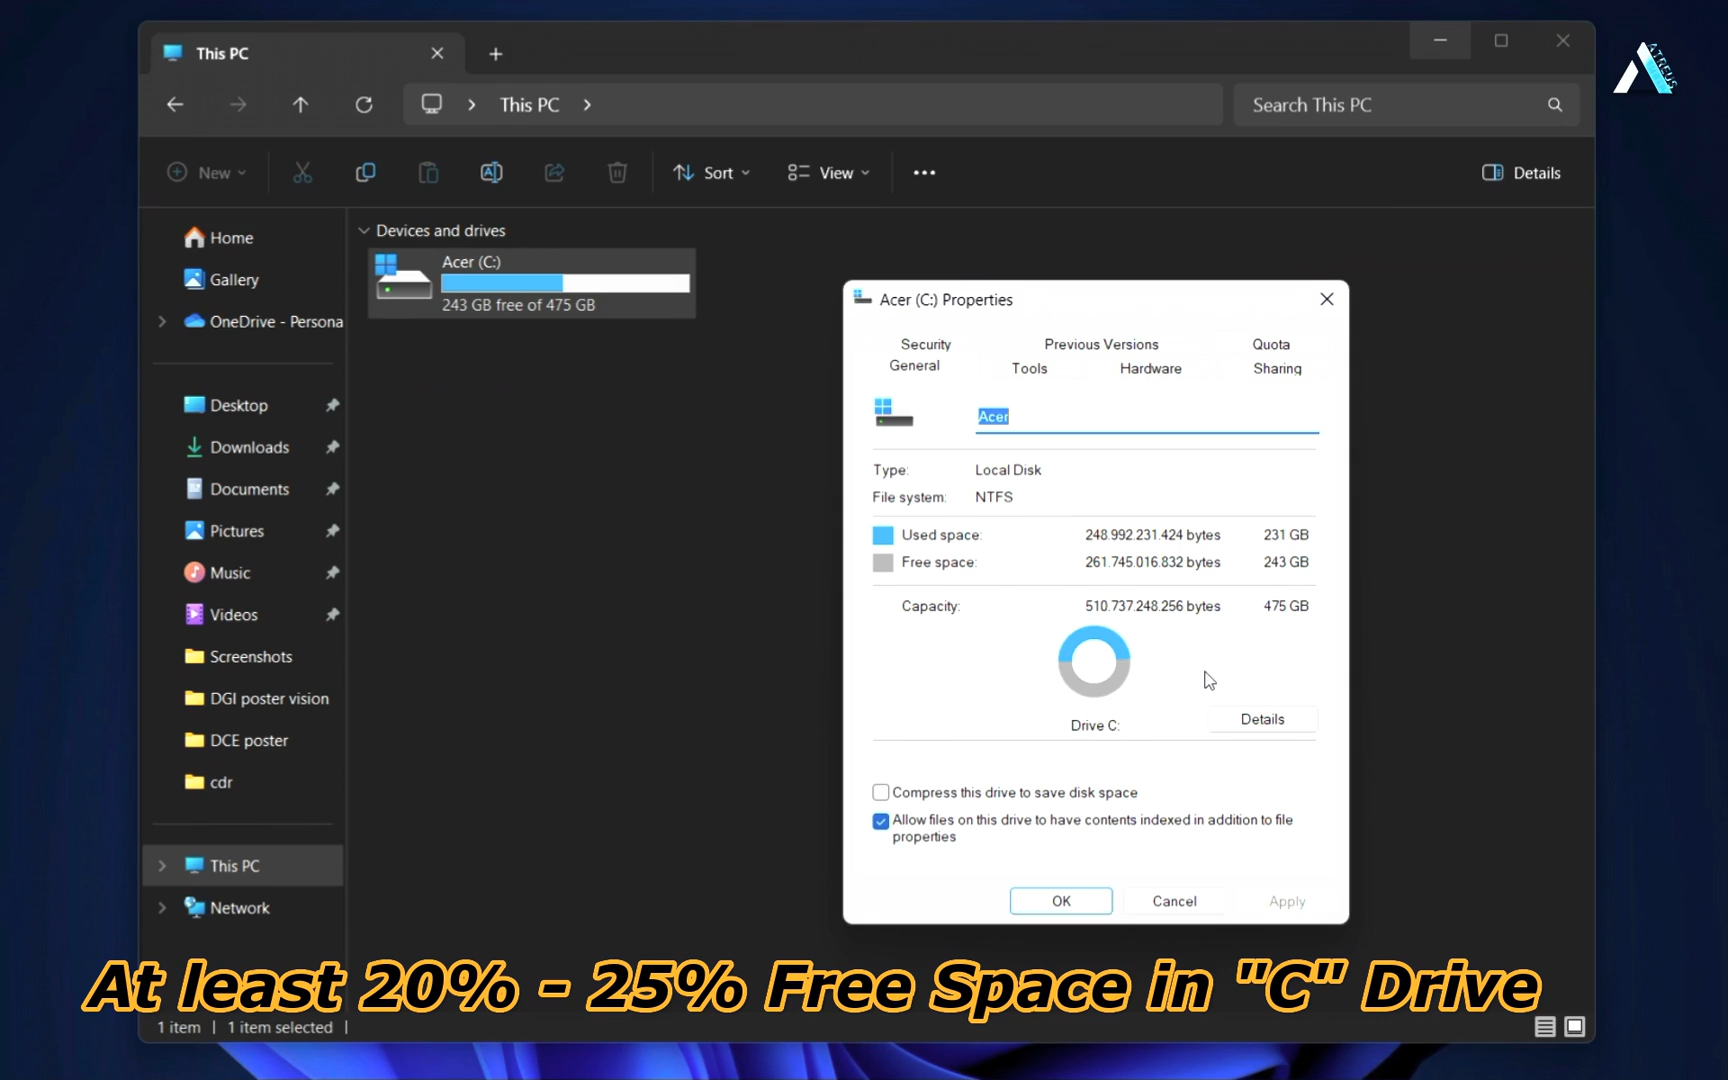 This PC
This PC
Search This PC
New
Sort
View
Details
Home
Gallery
OneDrive - Persona
Desktop
Downloads
Documents
Pictures
Music
Videos
Screenshots
DGI poster vision
DCE poster
cdr
This PC
Network
Devices and drives
Acer (C:)
243 GB free of 475 GB
Acer (C:) Properties
Security Previous Versions Quota
General Tools Hardware Sharing
Acer
Type: Local Disk
File system: NTFS
Used space: 248.992.231.424 bytes 231 GB
Free space: 261.745.016.832 bytes 243 GB
Capacity: 510.737.248.256 bytes 475 GB
Drive C:
Details
Compress this drive to save disk space
Allow files on this drive to have contents indexed in addition to file
properties
OK Cancel Apply
At least 20% - 25% Free Space in "C" Drive
1 item 1 item selected
ATREUS